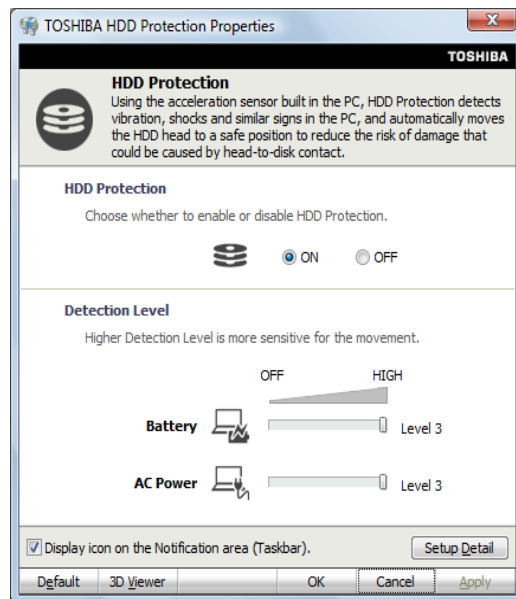 TOSHIBA HDD Protection Properties
TOSHIBA
HDD Protection
Using the acceleration sensor built in the PC, HDD Protection detects
vibration, shocks and similar signs in the PC, and automatically moves
the HDD head to a safe position to reduce the risk of damage that
could be caused by head-to-disk contact.
HDD Protection
Choose whether to enable or disable HDD Protection.
ON OFF
Detection Level
Higher Detection Level is more sensitive for the movement.
OFF HIGH
Battery Level 3
AC Power Level 3
Display icon on the Notification area (Taskbar). Setup Detail
Default 3D Viewer OK Cancel Apply